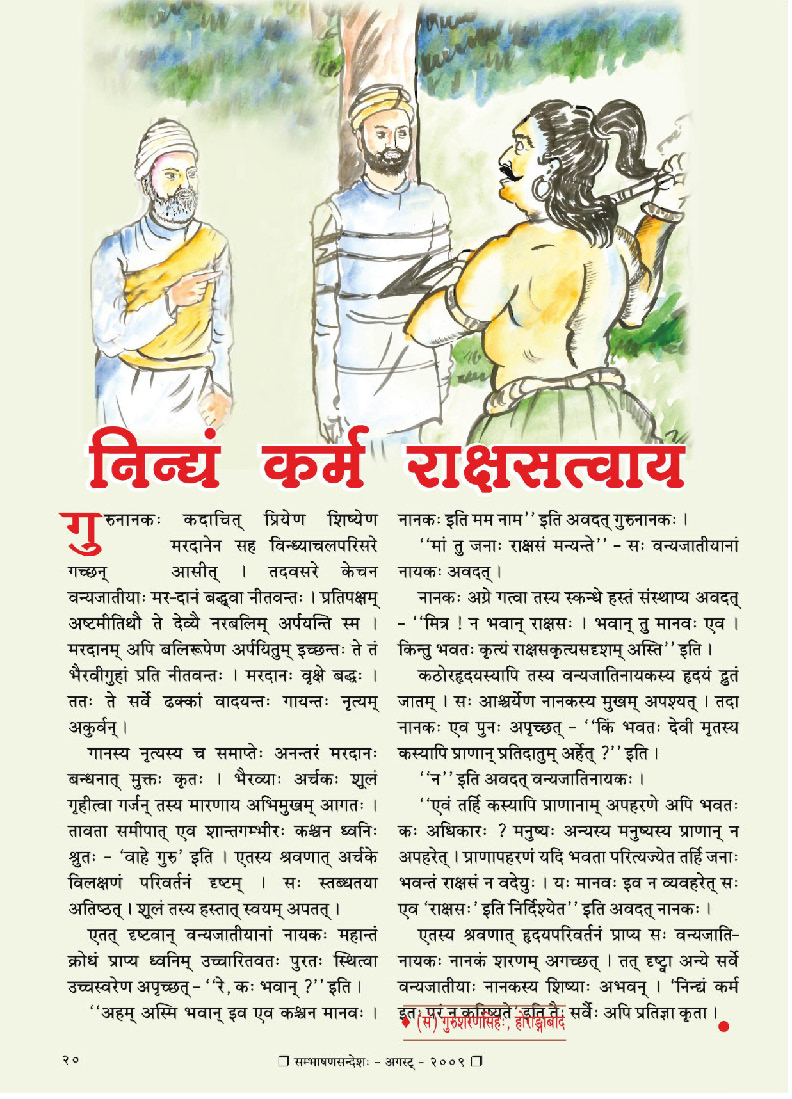 निन्द्यं कर्म राक्षसत्वाय
गुरुनानकः कदाचित् प्रियेण शिष्येण
मरदानेन सह विन्ध्याचलपरिसरे
गच्छन् आसीत् । तदवसरे केचन
वन्यजातीयाः मर-दानं बद्ध्वा नीतवन्तः । प्रतिपक्षम्
अष्टमीतिथौ ते देव्यै नरबलिम् अर्पयन्ति स्म ।
मरदानम् अपि बलिरूपेण अर्पयितुम् इच्छन्तः ते तं
भैरवीगुहां प्रति नीतवन्तः । मरदानः वृक्षे बद्धः ।
ततः ते सर्वे ढक्कां वादयन्तः गायन्तः नृत्यम्
अकुर्वन् ।
गानस्य नृत्यस्य च समाप्तेः अनन्तरं मरदानः
बन्धनात् मुक्तः कृतः । भैरव्याः अर्चकः शूलं
गृहीत्वा गर्जन् तस्य मारणाय अभिमुखम् आगतः ।
तावता समीपात् एव शान्तगम्भीरः कश्चन ध्वनिः
श्रुतः - ‘वाहे गुरु’ इति । एतस्य श्रवणात् अर्चके
विलक्षणं परिवर्तनं दृष्टम् । सः स्तब्धतया
अतिष्ठत् । शूलं तस्य हस्तात् स्वयम् अपतत् ।
एतत् दृष्टवान् वन्यजातीयानां नायकः महान्तं
क्रोधं प्राप्य ध्वनिम् उच्चारितवतः पुरतः स्थित्वा
उच्चस्वरेण अपृच्छत् - ‘‘रे, कः भवान् ?’’ इति ।
‘‘अहम् अस्मि भवान् इव एव कश्चन मानवः ।
नानकः इति मम नाम’’ इति अवदत् गुरुनानकः ।
‘‘मां तु जनाः राक्षसं मन्यन्ते’’ - सः वन्यजातीयानां
नायकः अवदत् ।
नानकः अग्रे गत्वा तस्य स्कन्धे हस्तं संस्थाप्य अवदत्
- ‘‘मित्र ! न भवान् राक्षसः । भवान् तु मानवः एव ।
किन्तु भवतः कृत्यं राक्षसकृत्यसदृशम् अस्ति’’ इति ।
कठोरहृदयस्यापि तस्य वन्यजातिनायकस्य हृदयं द्रुतं
जातम् । सः आश्चर्येण नानकस्य मुखम् अपश्यत् । तदा
नानकः एव पुनः अपृच्छत् - ‘‘किं भवतः देवी मृतस्य
कस्यापि प्राणान् प्रतिदातुम् अर्हेत् ?’’ इति ।
‘‘न’’ इति अवदत् वन्यजातिनायकः ।
‘‘एवं तर्हि कस्यापि प्राणानाम् अपहरणे अपि भवतः
कः अधिकारः ? मनुष्यः अन्यस्य मनुष्यस्य प्राणान् न
अपहरेत् । प्राणापहरणं यदि भवता परित्यज्येत तर्हि जनाः
भवन्तं राक्षसं न वदेयुः । यः मानवः इव न व्यवहरेत् सः
एव ‘राक्षसः’ इति निर्दिश्येत’’ इति अवदत् नानकः ।
एतस्य श्रवणात् हृदयपरिवर्तनं प्राप्य सः वन्यजाति-
नायकः नानकं शरणम् अगच्छत् । तत् दृष्ट्वा अन्ये सर्वे
वन्यजातीयाः नानकस्य शिष्याः अभवन् । ‘निन्द्यं कर्म
इतः परं न करिष्यते’ इति तैः सर्वैः अपि प्रतिज्ञा कृता ।
(सं) गुरुशरणसिंहः,
२०
सम्भाषणसन्देशः - अगस्ट् - २००९